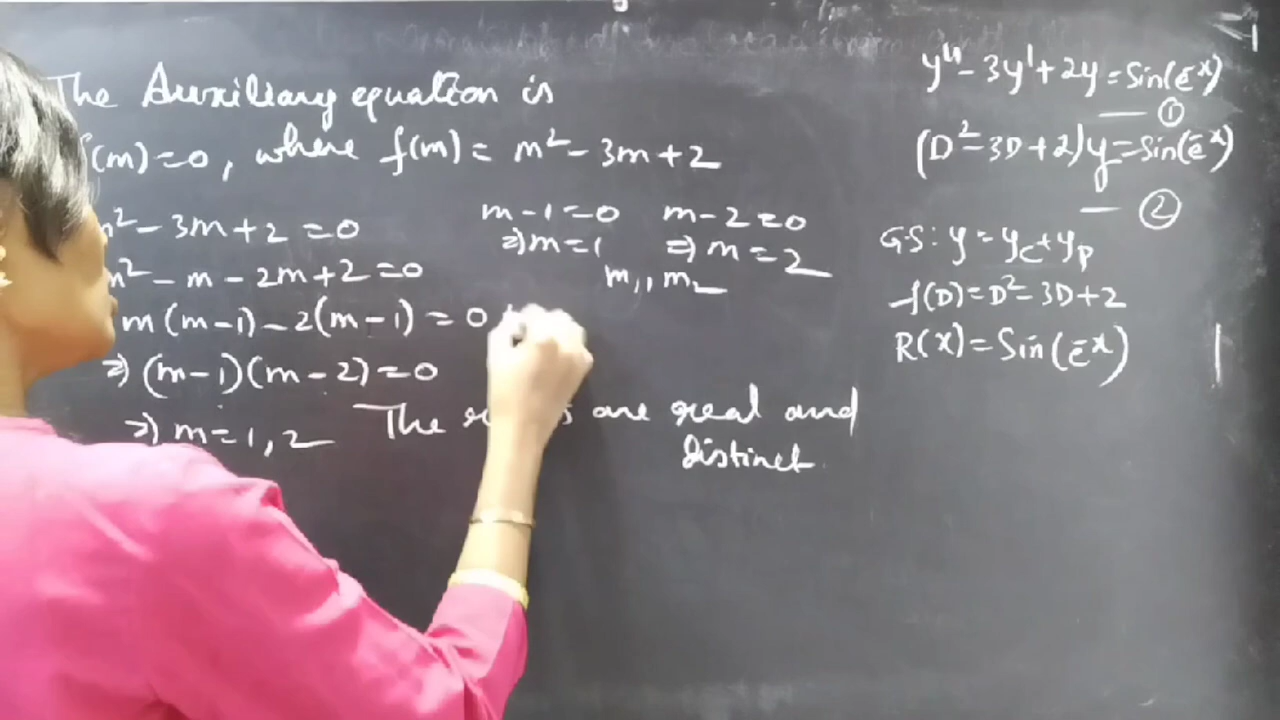 The Auxiliary equation is
f(m)=0, where f(m) = m² - 3m + 2
m² - 3m + 2 = 0
m² - m - 2m + 2 = 0
m(m-1) - 2(m-1) = 0
⇒ (m-1)(m-2) = 0
⇒ m = 1, 2
m-1=0 m-2=0
⇒ m=1 ⇒ m=2
m₁, m₂
The are real and
distinct
y" - 3y' + 2y = Sin(e⁻ˣ)
— ①
(D² - 3D + 2)y = Sin(e⁻ˣ)
— ②
G.S: y = y_c + y_p
f(D) = D² - 3D + 2
R(x) = Sin(e⁻ˣ)